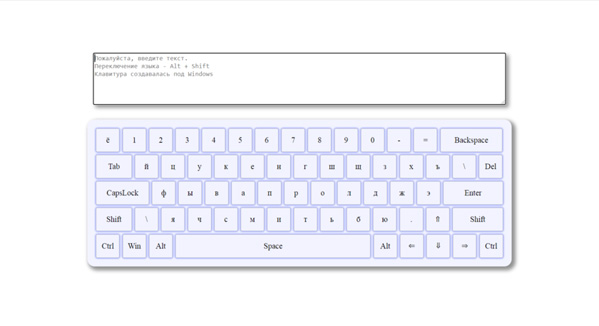 Пожалуйста, введите текст.
Переключение языка - Alt + Shift
Клавитура создавалась под Windows
ё 1 2 3 4 5 6 7 8 9 0 - = Backspace
Tab й ц у к е н г ш щ з х ъ \ Del
CapsLock ф ы в а п р о л д ж э Enter
Shift \ я ч с м и т ь б ю . ⇑ Shift
Ctrl Win Alt Space Alt ⇐ ⇓ ⇒ Ctrl